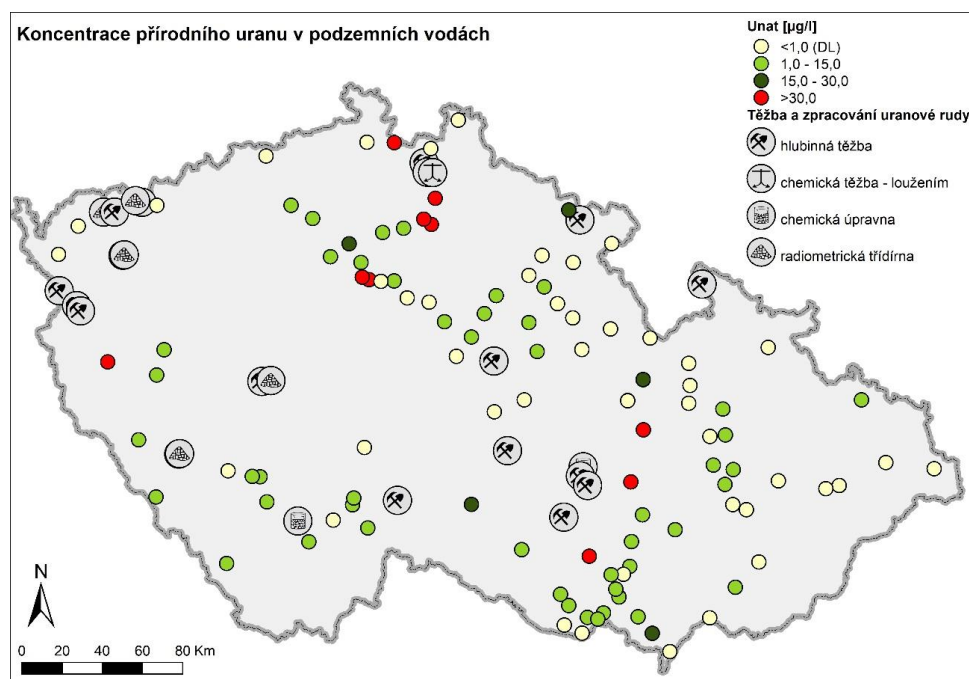 Koncentrace přírodního uranu v podzemních vodách
Unat [µg/l]
<1,0 (DL)
1,0 - 15,0
15,0 - 30,0
>30,0
Těžba a zpracování uranové rudy
hlubinná těžba
chemická těžba - loužením
chemická úpravna
radiometrická třídírna
N
0 20 40 60 80 Km